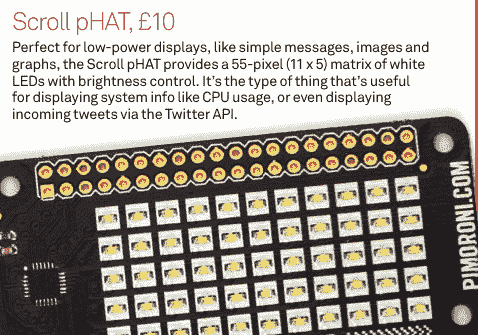 Scroll pHAT, £10
Perfect for low-power displays, like simple messages, images and
graphs, the Scroll pHAT provides a 55-pixel (11 x 5) matrix of white
LEDs with brightness control. It's the type of thing that's useful
for displaying system info like CPU usage, or even displaying
incoming tweets via the Twitter API.
PIMORONI.COM